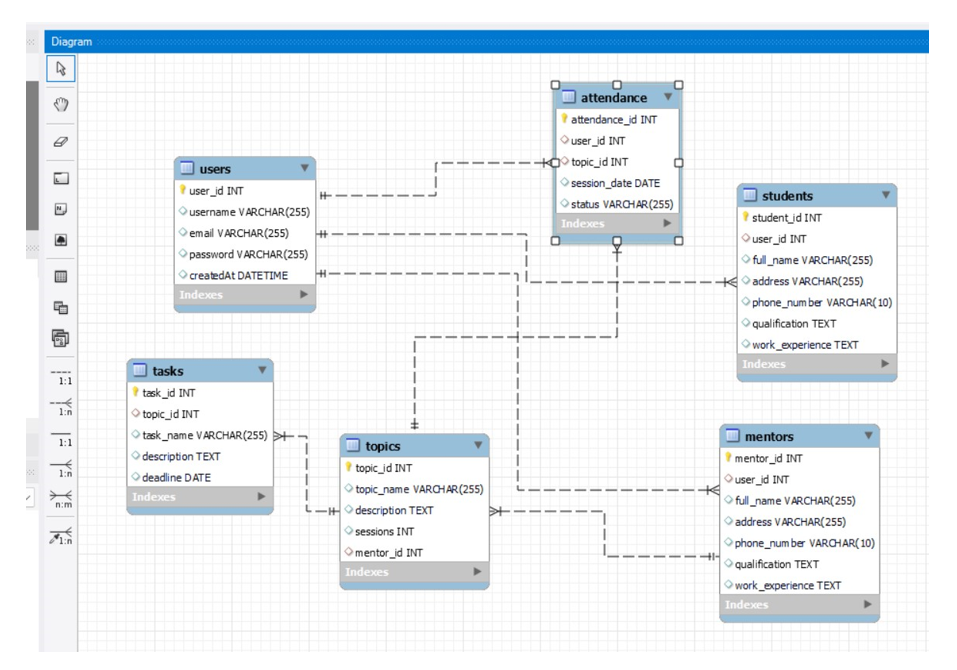 Diagram
attendance
attendance_id INT
user_id INT
topic_id INT
session_date DATE
status VARCHAR(255)
Indexes
users
user_id INT
username VARCHAR(255)
email VARCHAR(255)
password VARCHAR(255)
createdAt DATETIME
Indexes
students
student_id INT
user_id INT
full_name VARCHAR(255)
address VARCHAR(255)
phone_number VARCHAR(10)
qualification TEXT
work_experience TEXT
Indexes
tasks
task_id INT
topic_id INT
task_name VARCHAR(255)
description TEXT
deadline DATE
Indexes
topics
topic_id INT
topic_name VARCHAR(255)
description TEXT
sessions INT
mentor_id INT
Indexes
mentors
mentor_id INT
user_id INT
full_name VARCHAR(255)
address VARCHAR(255)
phone_number VARCHAR(10)
qualification TEXT
work_experience TEXT
Indexes
1:1
1:n
1:1
1:n
n:m
1:n